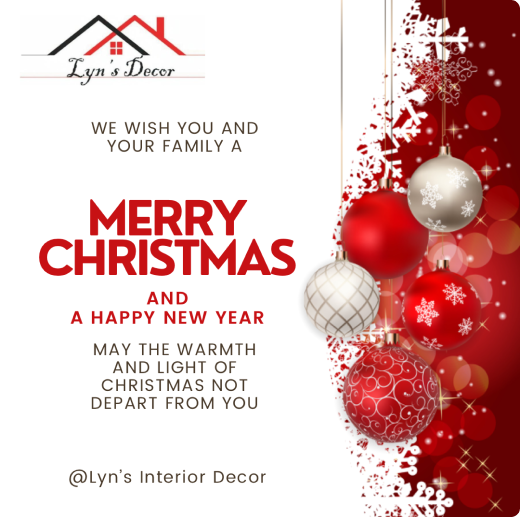 Lyn's Decor
WE WISH YOU AND
YOUR FAMILY A
MERRY
CHRISTMAS
AND
A HAPPY NEW YEAR
MAY THE WARMTH
AND LIGHT OF
CHRISTMAS NOT
DEPART FROM YOU
@Lyn's Interior Decor